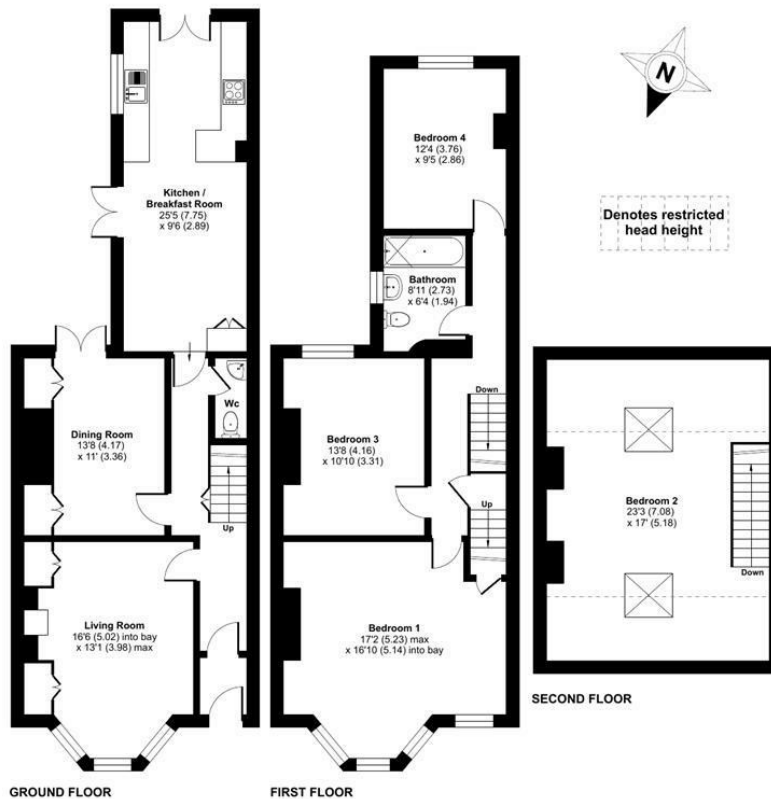 Kitchen /
Breakfast Room
25'5 (7.75)
x 9'6 (2.89)
Wc
Dining Room
13'8 (4.17)
x 11' (3.36)
Up
Living Room
16'6 (5.02) into bay
x 13'1 (3.98) max
GROUND FLOOR
Bedroom 4
12'4 (3.76)
x 9'5 (2.86)
Bathroom
8'11 (2.73)
x 6'4 (1.94)
Down
Bedroom 3
13'8 (4.16)
x 10'10 (3.31)
Up
Bedroom 1
17'2 (5.23) max
x 16'10 (5.14) into bay
FIRST FLOOR
N
Denotes restricted
head height
Bedroom 2
23'3 (7.08)
x 17' (5.18)
Down
SECOND FLOOR